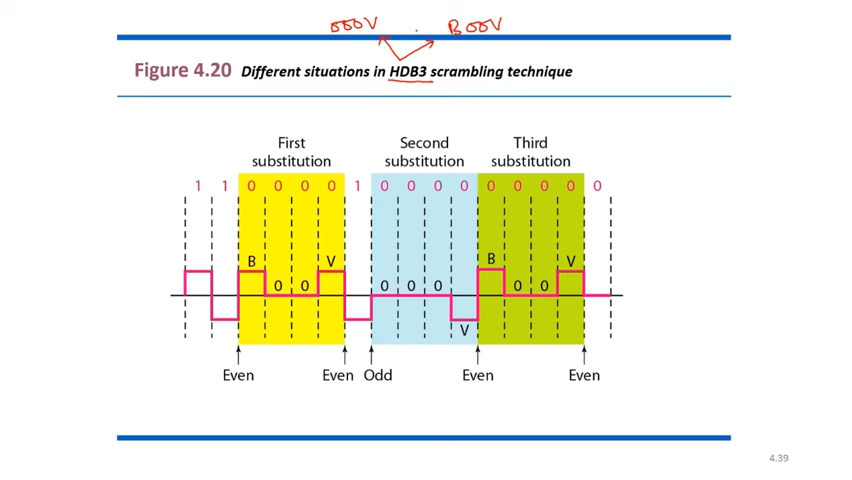 000V . B00V
Figure 4.20 Different situations in HDB3 scrambling technique
First substitution Second substitution Third substitution
1 1 0 0 0 0 1 0 0 0 0 0 0 0 0 0
B V B V
0 0 0 0 0 0 0
V
Even Even Odd Even Even
4.39